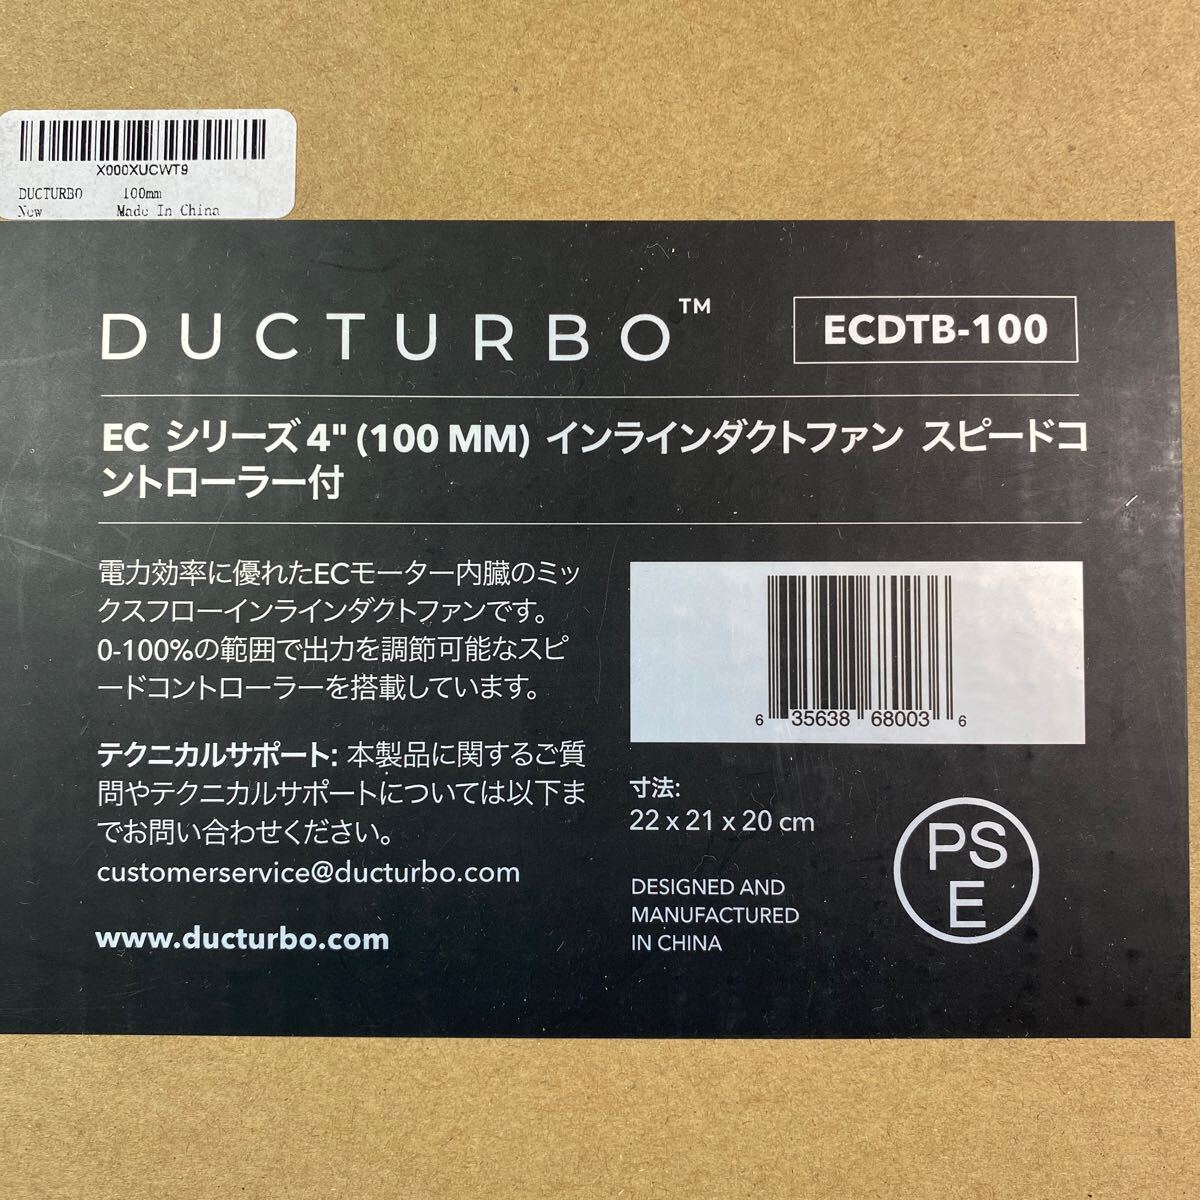 X000XUCWT9
DUCTURBO 100mm
New Made In China
DUCTURBO™
ECDTB-100
EC シリーズ 4" (100 MM) インラインダクトファン スピードコ
ントローラー付
電力効率に優れたECモーター内臓のミッ
クスフローインラインダクトファンです。
0-100%の範囲で出力を調節可能なスピ
ードコントローラーを搭載しています。
テクニカルサポート: 本製品に関するご質
問やテクニカルサポートについては以下ま
でお問い合わせください。
customerservice@ducturbo.com
www.ducturbo.com
6 35638 68003 6
寸法:
22 x 21 x 20 cm
DESIGNED AND
MANUFACTURED
IN CHINA
PS
E